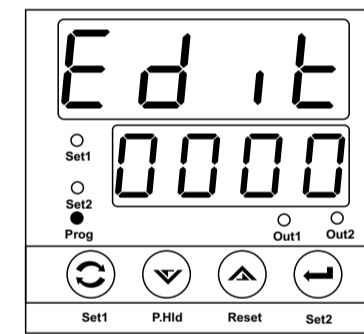 Edit
0000
Set1
Set2
Prog
Out1 Out2
Set1 P.Hld Reset Set2